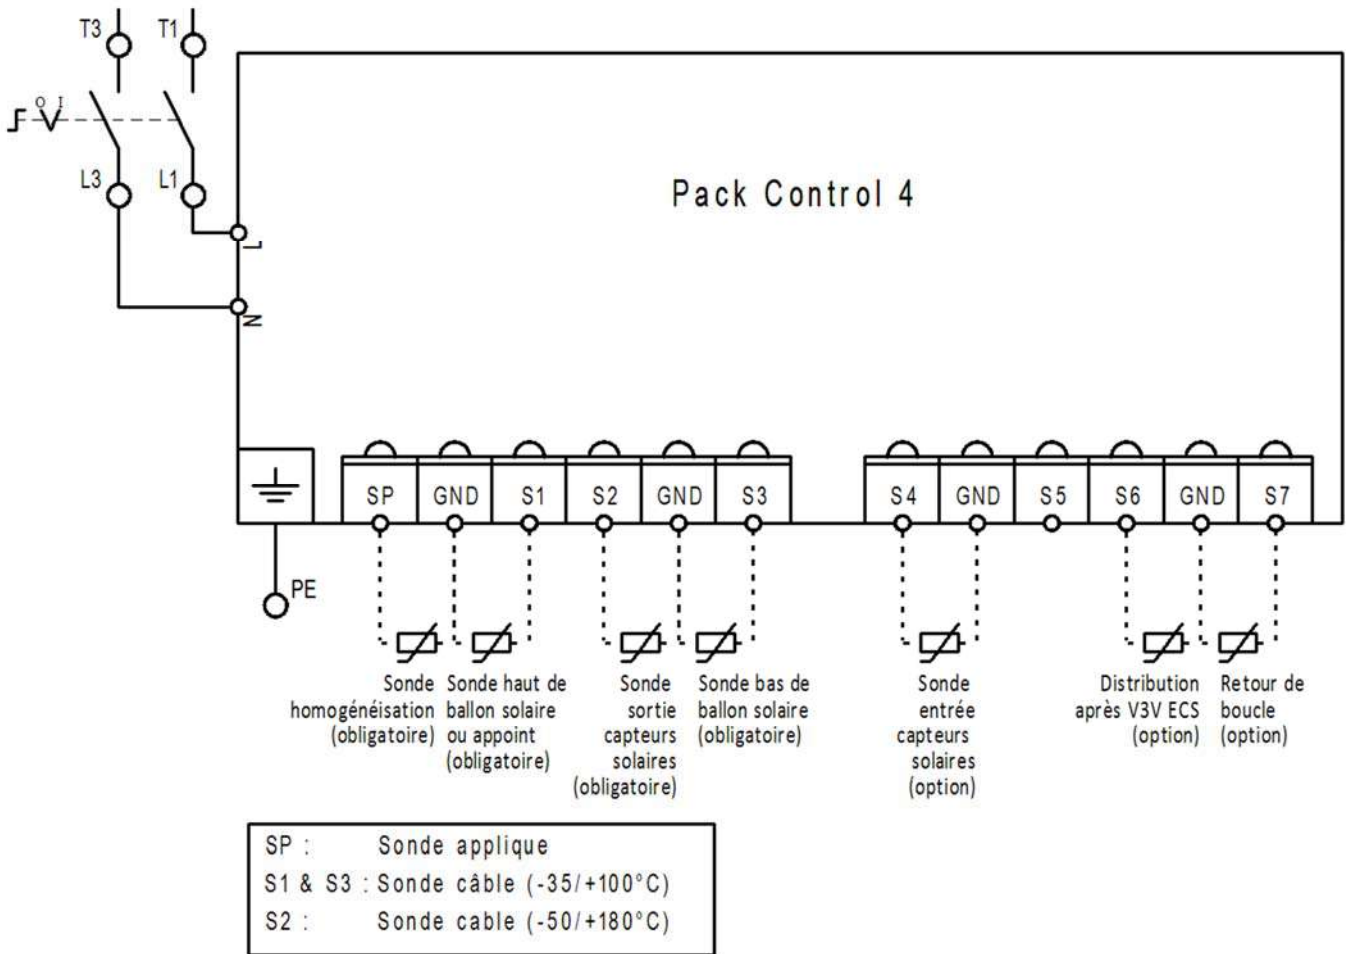 T3 T1
O I
L3 L1
Pack Control 4
L
N
SP GND S1 S2 GND S3 S4 GND S5 S6 GND S7
PE
Sonde
homogénéisation
(obligatoire)
Sonde haut de
ballon solaire
ou appoint
(obligatoire)
Sonde
sortie
capteurs
solaires
(obligatoire)
Sonde bas de
ballon solaire
(obligatoire)
Sonde
entrée
capteurs
solaires
(option)
Distribution
après V3V ECS
(option)
Retour de
boucle
(option)
SP : Sonde applique
S1 & S3 : Sonde câble (-35/+100°C)
S2 : Sonde cable (-50/+180°C)